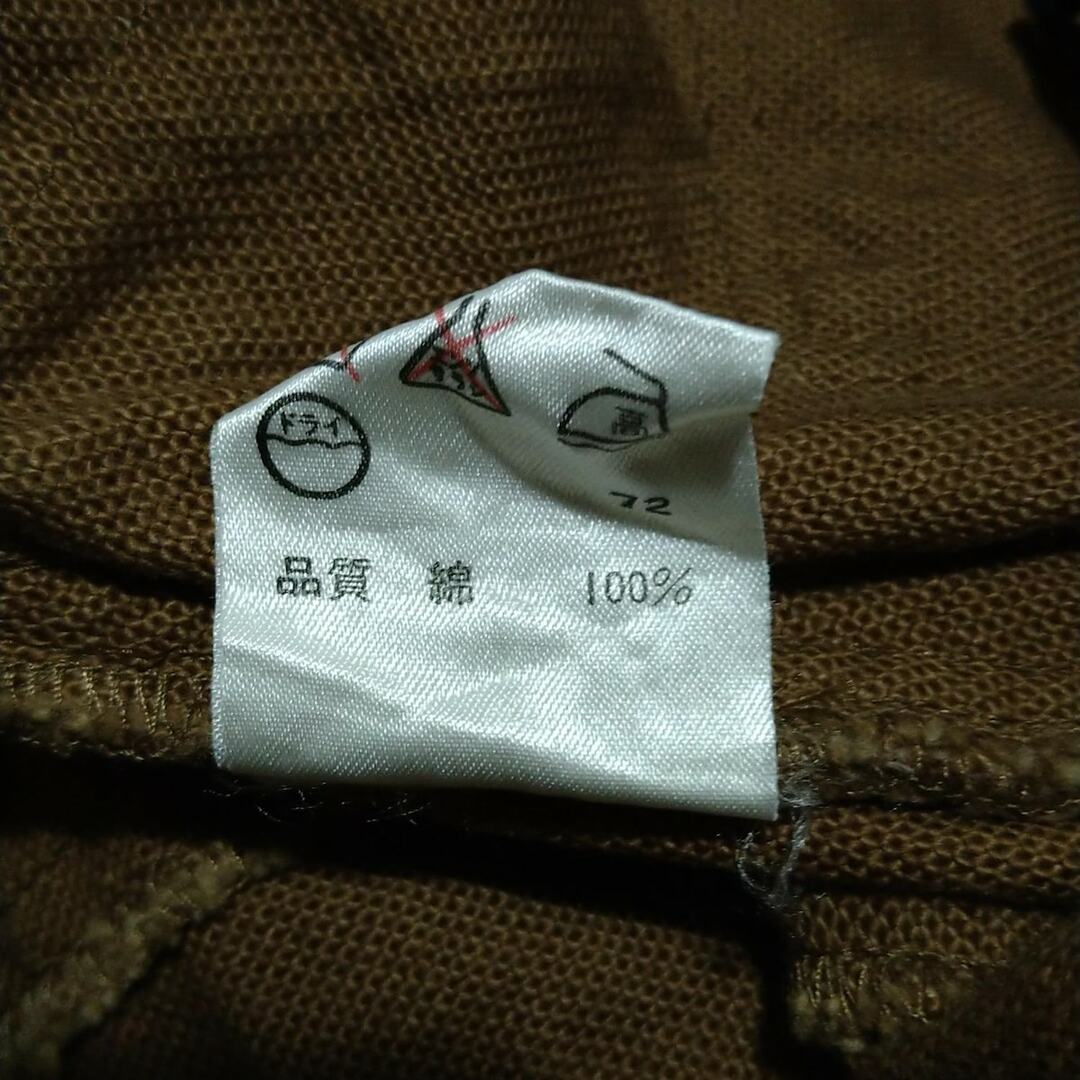 ドライ
高
72
品質 綿 100%